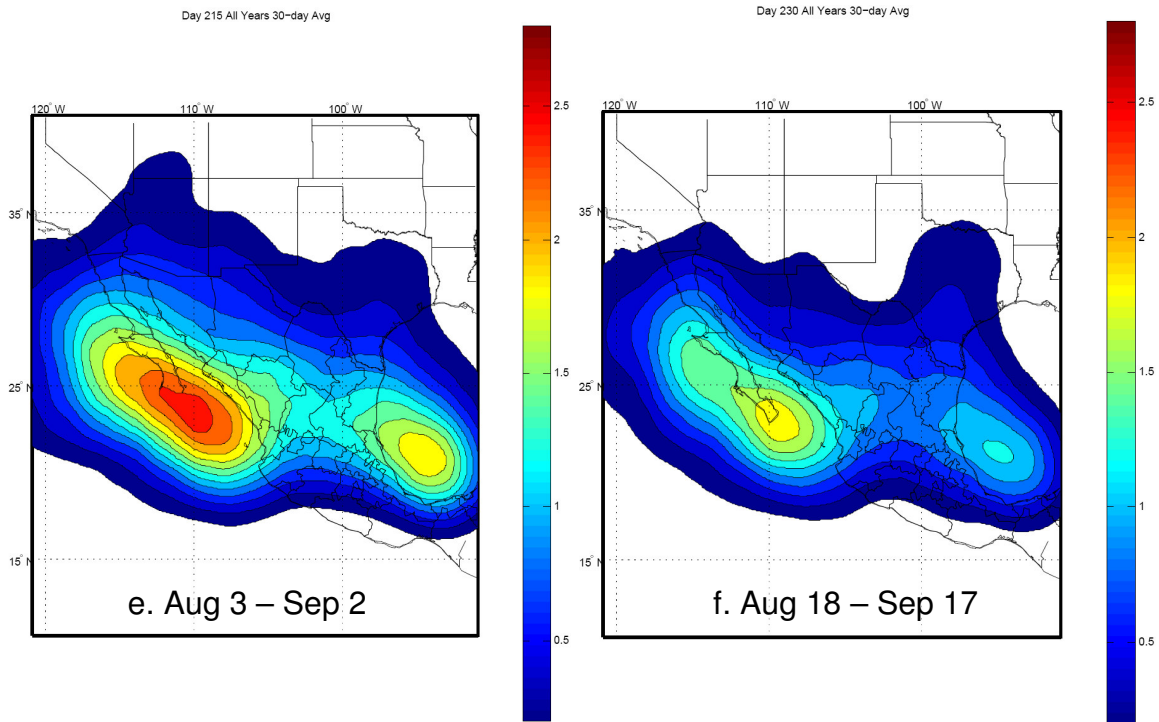 Day 215 All Years 30-day Avg
120° W
110° W
100° W
35° N
25° N
15° N
e. Aug 3 – Sep 2
2.5
2
1.5
1
0.5
Day 230 All Years 30-day Avg
120° W
110° W
100° W
35° N
25° N
15° N
f. Aug 18 – Sep 17
2.5
2
1.5
1
0.5